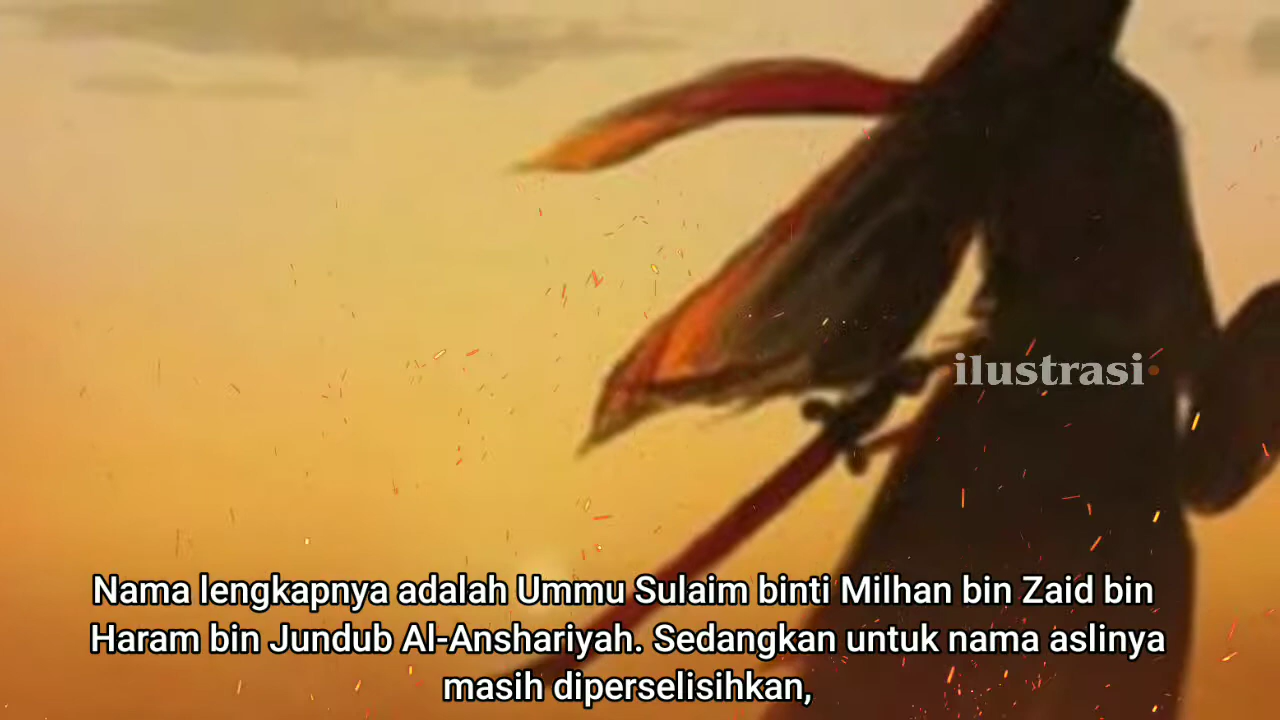 ilustrasi
Nama lengkapnya adalah Ummu Sulaim binti Milhan bin Zaid bin
Haram bin Jundub Al-Anshariyah. Sedangkan untuk nama aslinya
masih diperselisihkan,